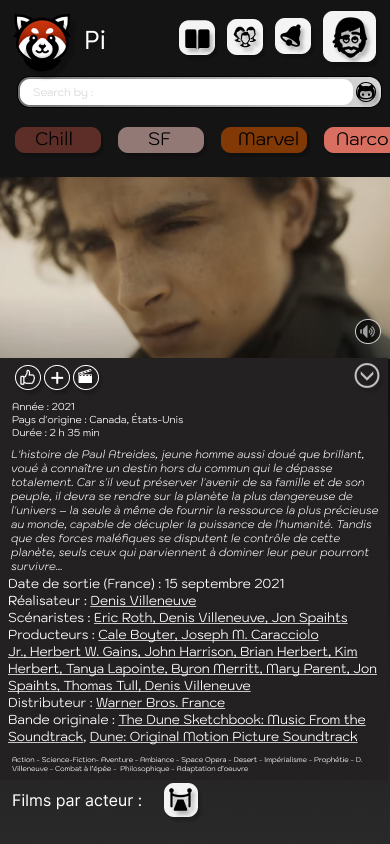 Pi
Search by :
Chill SF Marvel Narco
Année : 2021
Pays d'origine : Canada, États-Unis
Durée : 2 h 35 min
L'histoire de Paul Atreides, jeune homme aussi doué que brillant,
voué à connaître un destin hors du commun qui le dépasse
totalement. Car s'il veut préserver l'avenir de sa famille et de son
peuple, il devra se rendre sur la planète la plus dangereuse de
l'univers – la seule à même de fournir la ressource la plus précieuse
au monde, capable de décupler la puissance de l'humanité. Tandis
que des forces maléfiques se disputent le contrôle de cette
planète, seuls ceux qui parviennent à dominer leur peur pourront
survivre...
Date de sortie (France) : 15 septembre 2021
Réalisateur : Denis Villeneuve
Scénaristes : Eric Roth, Denis Villeneuve, Jon Spaihts
Producteurs : Cale Boyter, Joseph M. Caracciolo
Jr., Herbert W. Gains, John Harrison, Brian Herbert, Kim
Herbert, Tanya Lapointe, Byron Merritt, Mary Parent, Jon
Spaihts, Thomas Tull, Denis Villeneuve
Distributeur : Warner Bros. France
Bande originale : The Dune Sketchbook: Music From the
Soundtrack, Dune: Original Motion Picture Soundtrack
Action - Science-Fiction- Aventure - Ambiance - Space Opera - Desert - Impérialisme - Prophétie - D.
Villeneuve - Combat à l'épée - Philosophique - Adaptation d'oeuvre
Films par acteur :